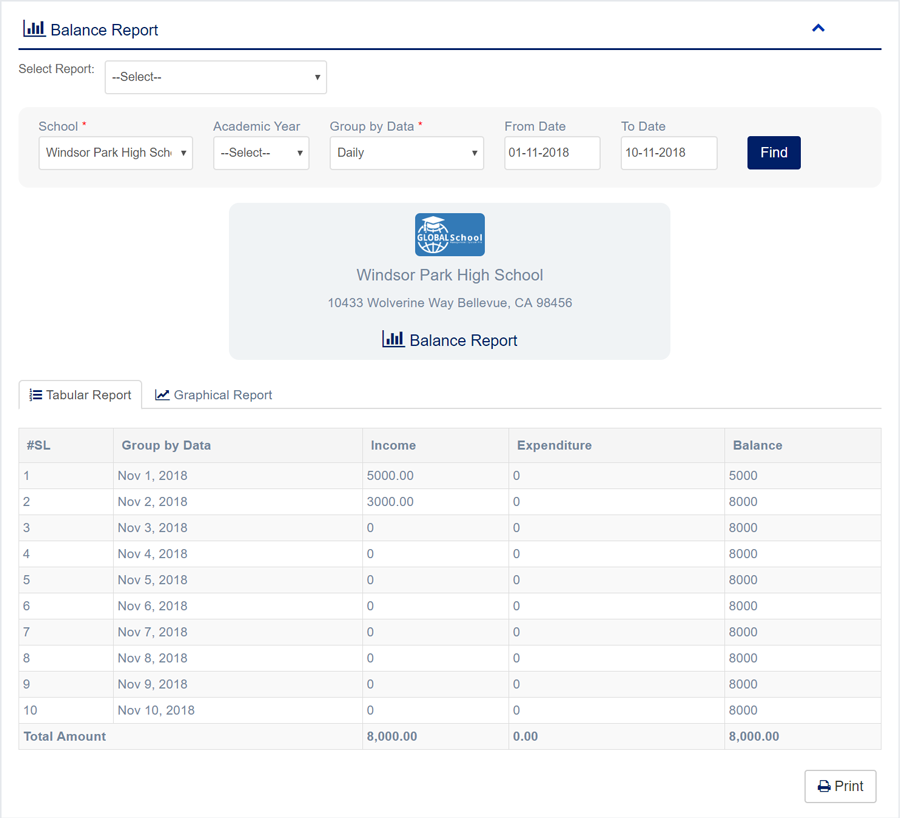 Balance Report
Select Report: --Select--
School * Academic Year Group by Data * From Date To Date
Windsor Park High Sch --Select-- Daily 01-11-2018 10-11-2018 Find
GLOBAL School
Windsor Park High School
10433 Wolverine Way Bellevue, CA 98456
Balance Report
Tabular Report Graphical Report
#SL Group by Data Income Expenditure Balance
1 Nov 1, 2018 5000.00 0 5000
2 Nov 2, 2018 3000.00 0 8000
3 Nov 3, 2018 0 0 8000
4 Nov 4, 2018 0 0 8000
5 Nov 5, 2018 0 0 8000
6 Nov 6, 2018 0 0 8000
7 Nov 7, 2018 0 0 8000
8 Nov 8, 2018 0 0 8000
9 Nov 9, 2018 0 0 8000
10 Nov 10, 2018 0 0 8000
Total Amount 8,000.00 0.00 8,000.00
Print